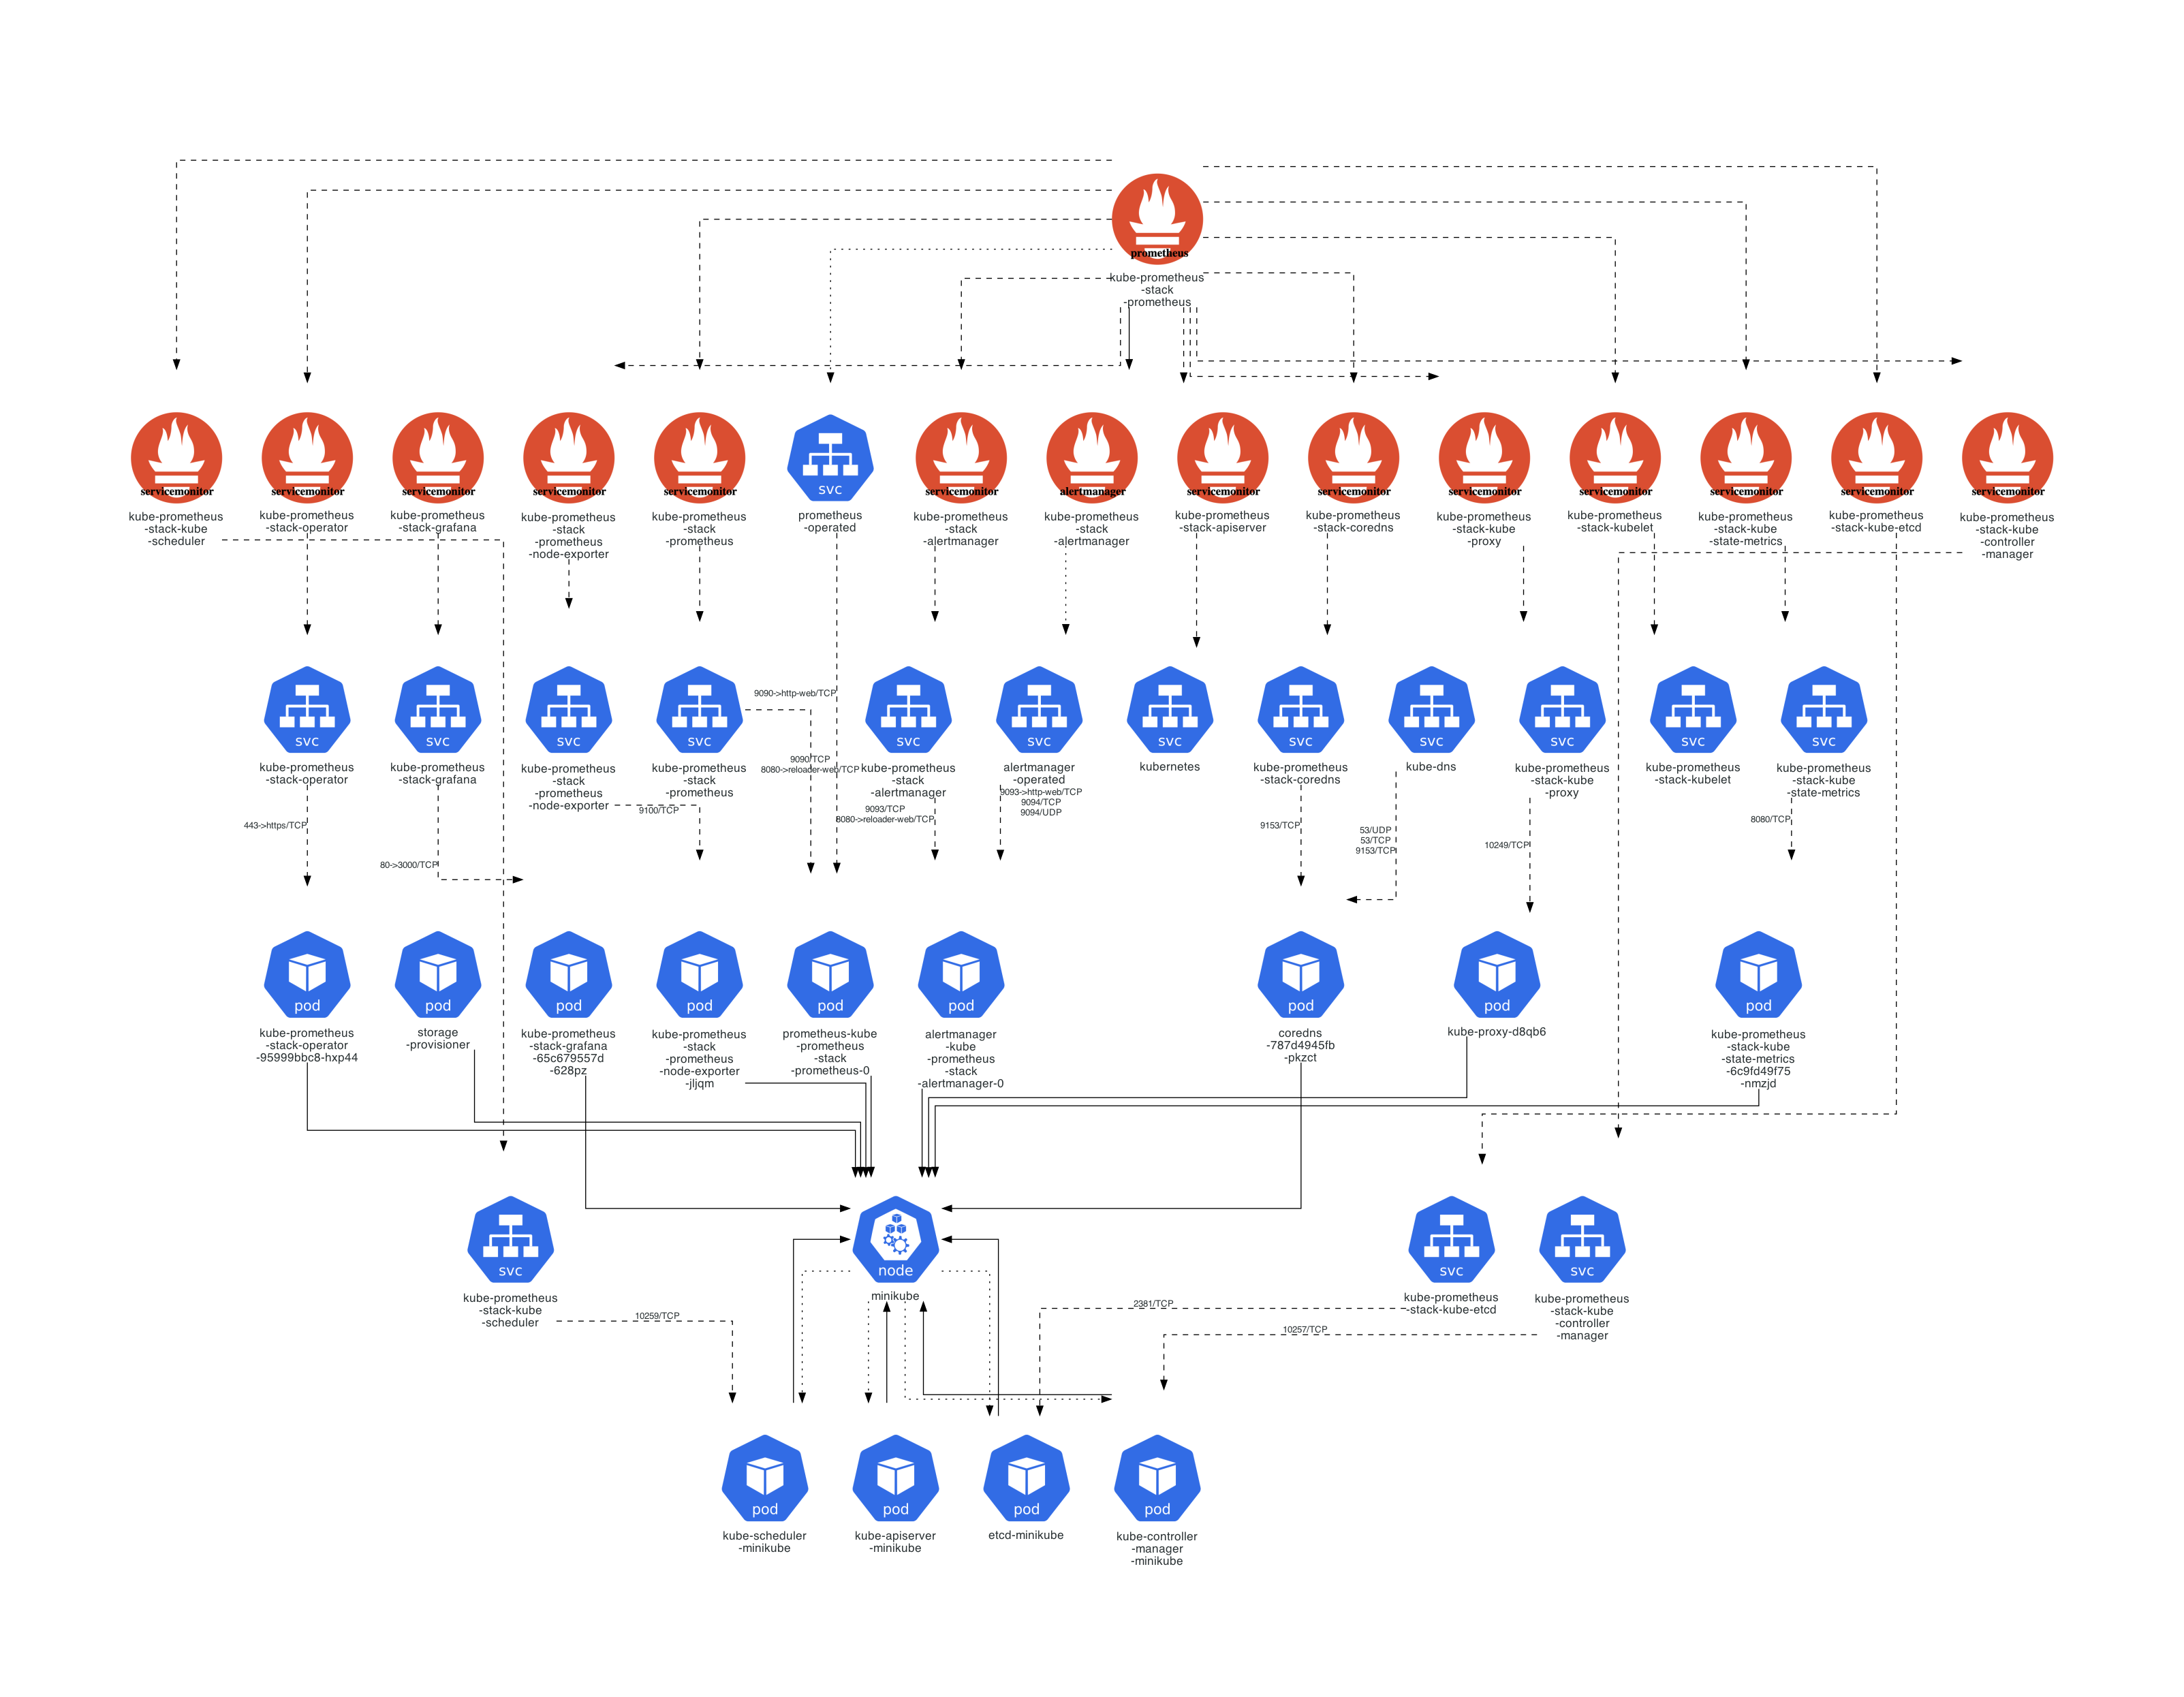 prometheus
kube-prometheus
-stack
-prometheus
servicemonitor
kube-prometheus
-stack-kube
-scheduler
servicemonitor
kube-prometheus
-stack-operator
servicemonitor
kube-prometheus
-stack-grafana
servicemonitor
kube-prometheus
-stack
-prometheus
-node-exporter
servicemonitor
kube-prometheus
-stack
-prometheus
svc
prometheus
-operated
servicemonitor
kube-prometheus
-stack
-alertmanager
alertmanager
kube-prometheus
-stack
-alertmanager
servicemonitor
kube-prometheus
-stack-apiserver
servicemonitor
kube-prometheus
-stack-coredns
servicemonitor
kube-prometheus
-stack-kube
-proxy
servicemonitor
kube-prometheus
-stack-kubelet
servicemonitor
kube-prometheus
-stack-kube
-state-metrics
servicemonitor
kube-prometheus
-stack-kube-etcd
servicemonitor
kube-prometheus
-stack-kube
-controller
-manager
svc
kube-prometheus
-stack-operator
443->https/TCP
svc
kube-prometheus
-stack-grafana
80->3000/TCP
svc
kube-prometheus
-stack
-prometheus
-node-exporter
9100/TCP
svc
kube-prometheus
-stack
-prometheus
9090->http-web/TCP
9090/TCP
8080->reloader-web/TCP
svc
kube-prometheus
-stack
-alertmanager
9093/TCP
8080->reloader-web/TCP
svc
alertmanager
-operated
9093->http-web/TCP
9094/TCP
9094/UDP
svc
kubernetes
svc
kube-prometheus
-stack-coredns
9153/TCP
svc
kube-dns
53/UDP
53/TCP
9153/TCP
svc
kube-prometheus
-stack-kube
-proxy
10249/TCP
svc
kube-prometheus
-stack-kubelet
svc
kube-prometheus
-stack-kube
-state-metrics
8080/TCP
pod
kube-prometheus
-stack-operator
-95999bbc8-hxp44
pod
storage
-provisioner
pod
kube-prometheus
-stack-grafana
-65c679557d
-628pz
pod
kube-prometheus
-stack
-prometheus
-node-exporter
-jljqm
pod
prometheus-kube
-prometheus
-stack
-prometheus-0
pod
alertmanager
-kube
-prometheus
-stack
-alertmanager-0
pod
coredns
-787d4945fb
-pkzct
pod
kube-proxy-d8qb6
pod
kube-prometheus
-stack-kube
-state-metrics
-6c9fd49f75
-nmzjd
svc
kube-prometheus
-stack-kube
-scheduler
10259/TCP
node
minikube
2381/TCP
svc
kube-prometheus
-stack-kube-etcd
10257/TCP
svc
kube-prometheus
-stack-kube
-controller
-manager
pod
kube-scheduler
-minikube
pod
kube-apiserver
-minikube
pod
etcd-minikube
pod
kube-controller
-manager
-minikube